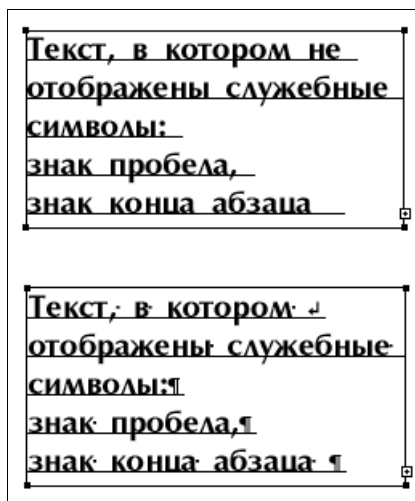 Текст, в котором не
отображены служебные
символы:
знак пробела,
знак конца абзаца
Текст,· в· котором· ↲
отображены· служебные·
символы:¶
знак· пробела,¶
знак· конца· абзаца· ¶